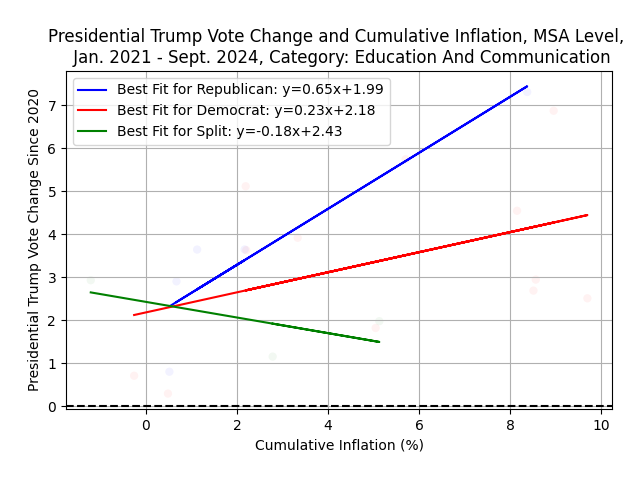 Presidential Trump Vote Change and Cumulative Inflation, MSA Level,
Jan. 2021 - Sept. 2024, Category: Education And Communication
Best Fit for Republican: y=0.65x+1.99
Best Fit for Democrat: y=0.23x+2.18
Best Fit for Split: y=-0.18x+2.43
Presidential Trump Vote Change Since 2020
7
6
5
4
3
2
1
0
0 2 4 6 8 10
Cumulative Inflation (%)